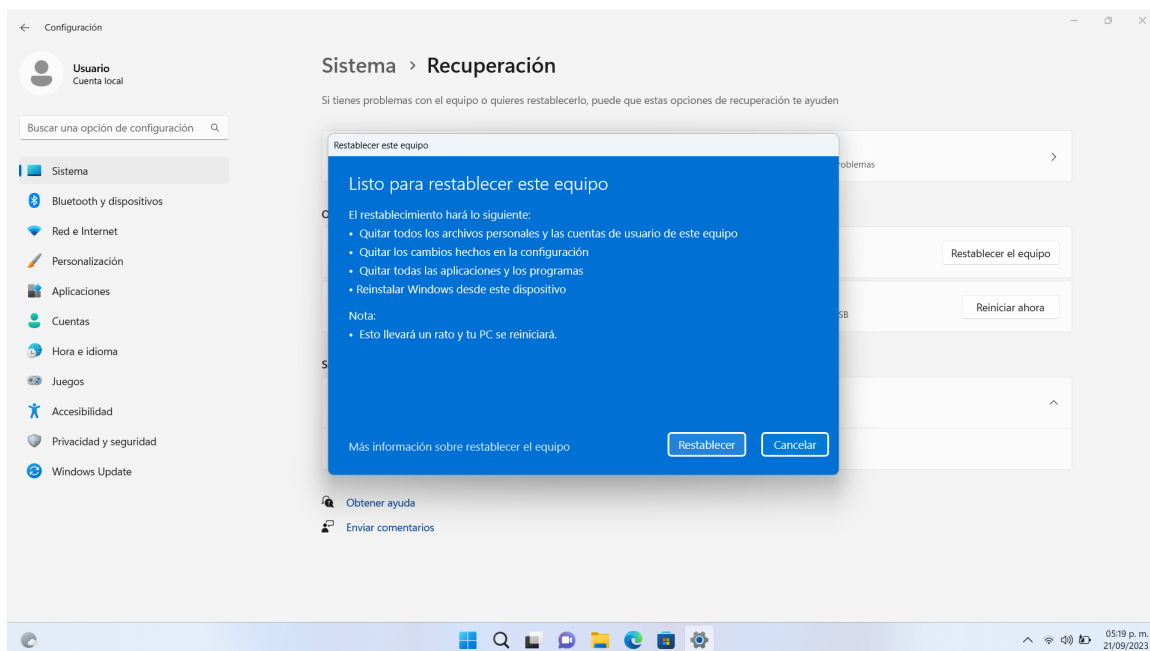 Configuración
Usuario
Cuenta local
Buscar una opción de configuración
Sistema
Bluetooth y dispositivos
Red e Internet
Personalización
Aplicaciones
Cuentas
Hora e idioma
Juegos
Accesibilidad
Privacidad y seguridad
Windows Update
Sistema > Recuperación
Si tienes problemas con el equipo o quieres restablecerlo, puede que estas opciones de recuperación te ayuden
Restablecer este equipo
Listo para restablecer este equipo
El restablecimiento hará lo siguiente:
• Quitar todos los archivos personales y las cuentas de usuario de este equipo
• Quitar los cambios hechos en la configuración
• Quitar todas las aplicaciones y los programas
• Reinstalar Windows desde este dispositivo
Nota:
• Esto llevará un rato y tu PC se reiniciará.
Más información sobre restablecer el equipo
Restablecer
Cancelar
Restablecer el equipo
Reiniciar ahora
Obtener ayuda
Enviar comentarios
05:19 p. m.
21/09/2023